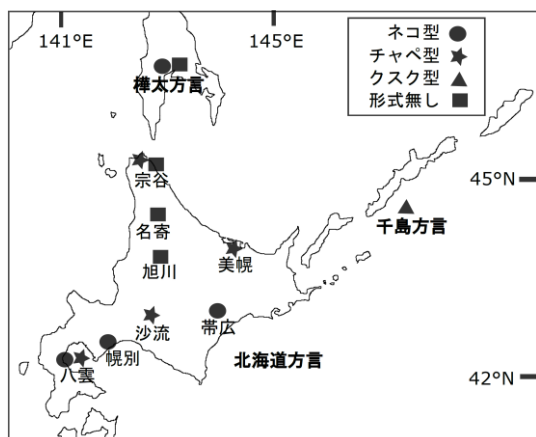 141°E
145°E
ネコ型
チャペ型
クスク型
形式無し
樺太方言
宗谷
45°N
名寄
千島方言
美幌
旭川
沙流
帯広
幌別
北海道方言
八雲
42°N